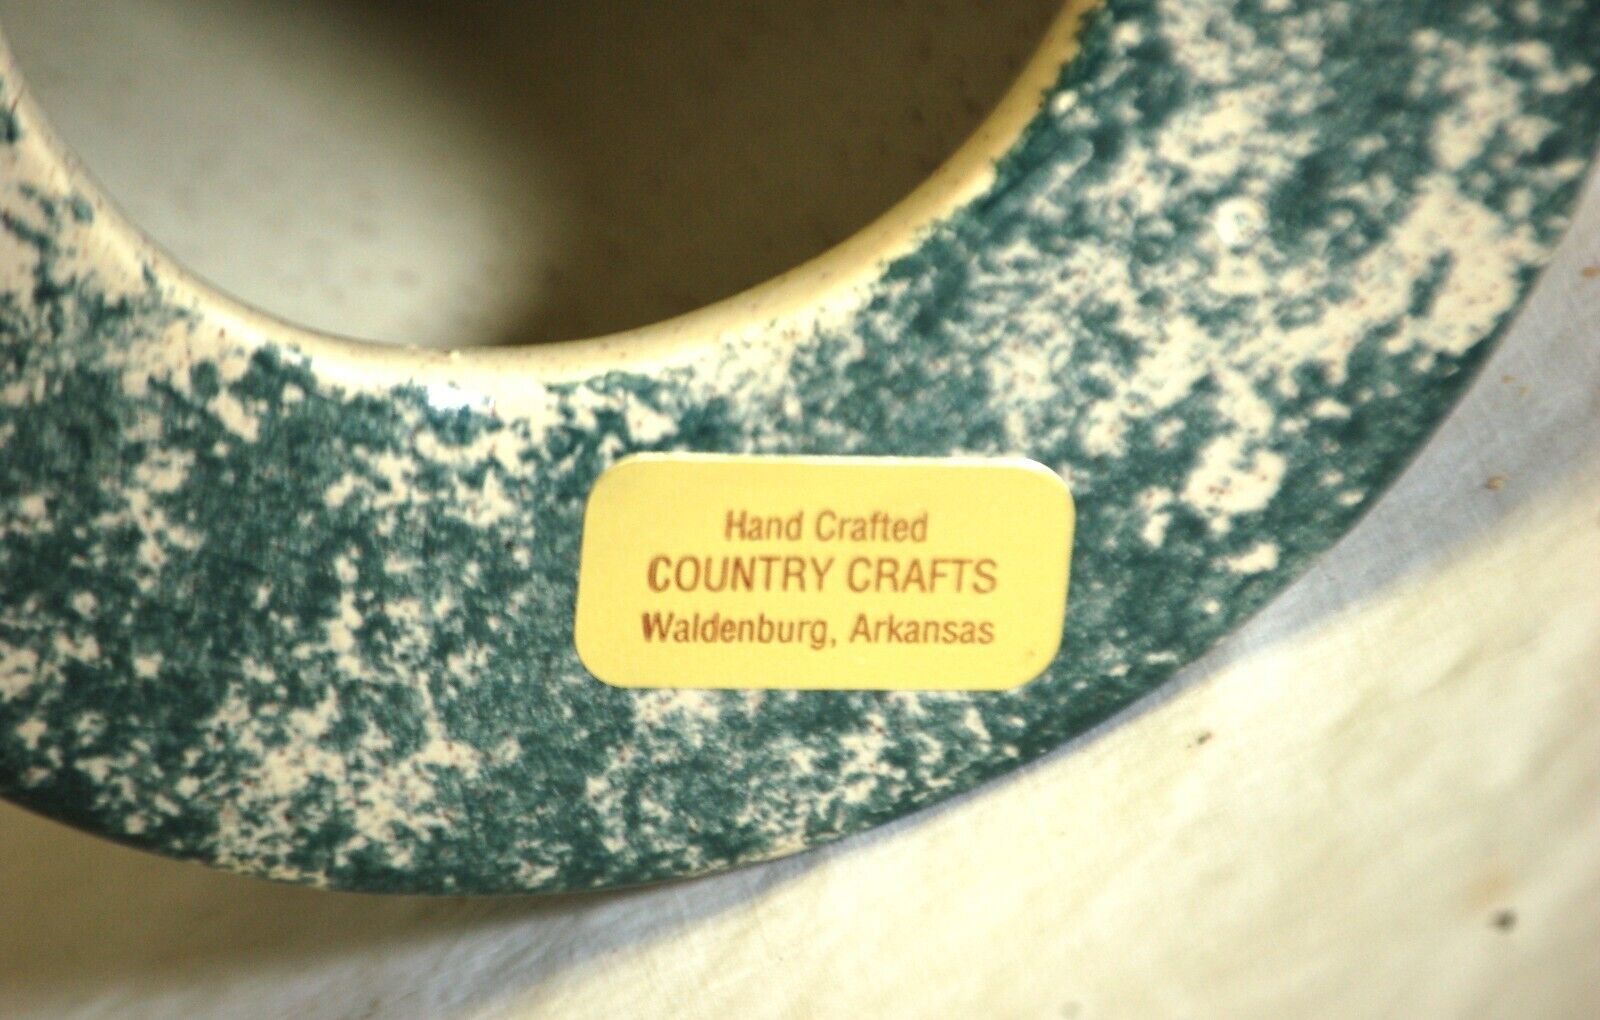 Hand Crafted
COUNTRY CRAFTS
Waldenburg, Arkansas